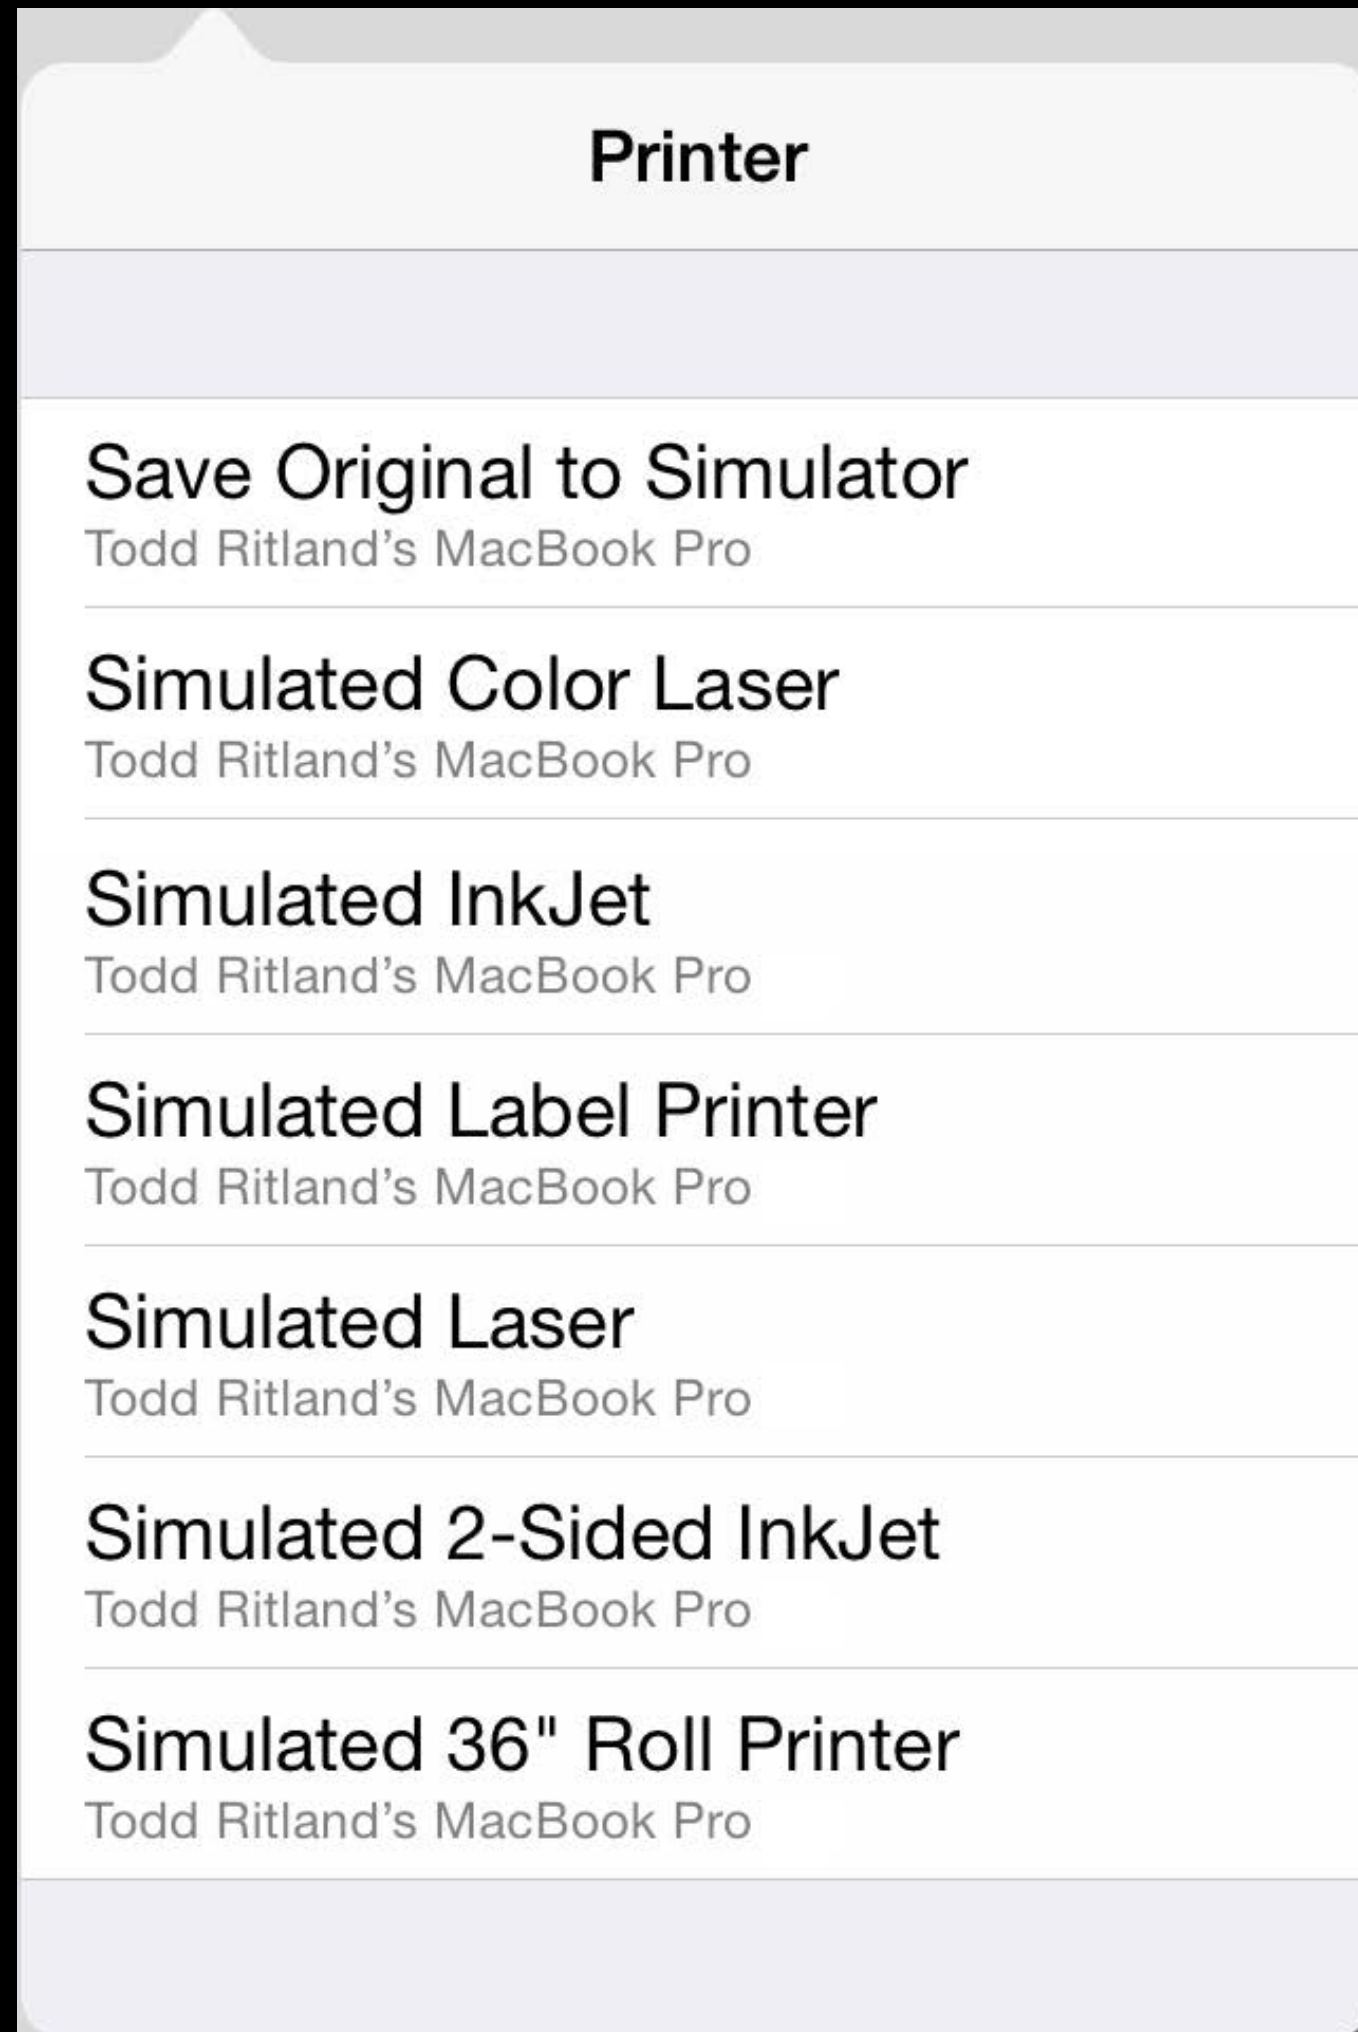 Printer
Save Original to Simulator
Todd Ritland’s MacBook Pro
Simulated Color Laser
Todd Ritland’s MacBook Pro
Simulated InkJet
Todd Ritland’s MacBook Pro
Simulated Label Printer
Todd Ritland’s MacBook Pro
Simulated Laser
Todd Ritland’s MacBook Pro
Simulated 2-Sided InkJet
Todd Ritland’s MacBook Pro
Simulated 36" Roll Printer
Todd Ritland’s MacBook Pro